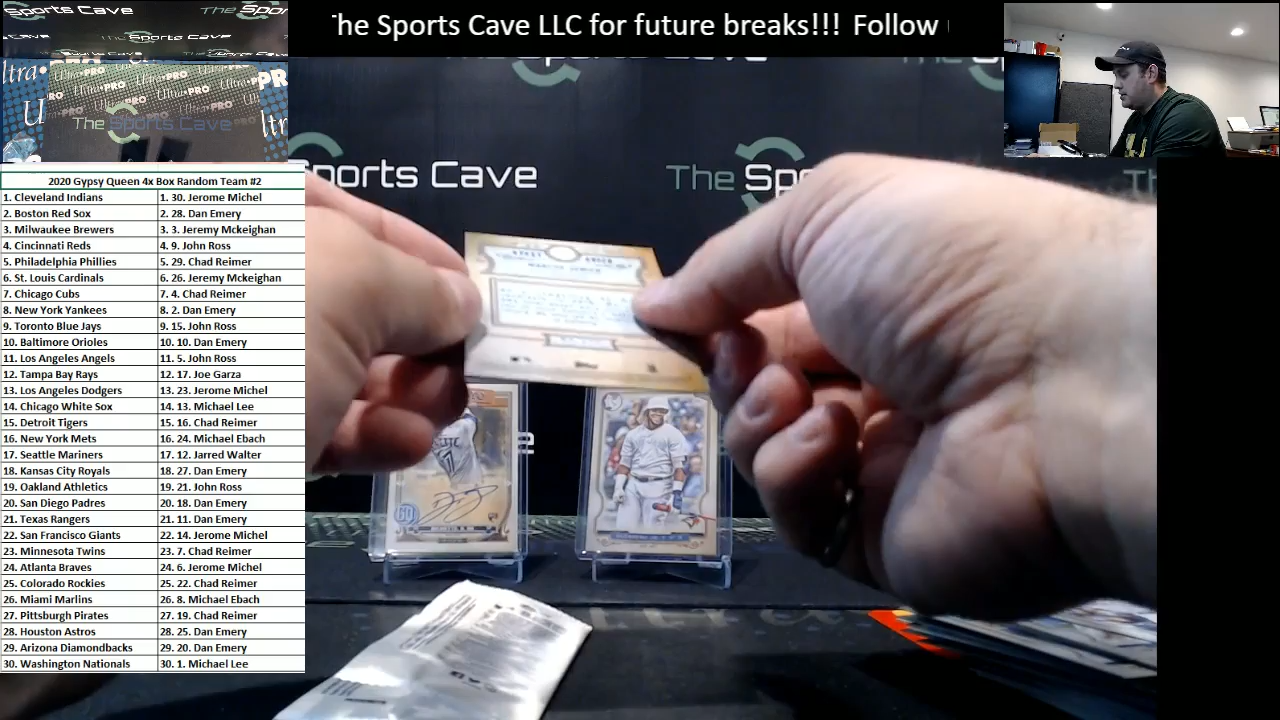 'he Sports Cave LLC for future breaks!!! Follow
The Sports
ltra•PRO
Ultra•PRO
The Sports Cave
orts Cave
The Spo
2020 Gypsy Queen 4x Box Random Team #2
1. Cleveland Indians 1. 30. Jerome Michel
2. Boston Red Sox 2. 28. Dan Emery
3. Milwaukee Brewers 3. 3. Jeremy Mckeighan
4. Cincinnati Reds 4. 9. John Ross
5. Philadelphia Phillies 5. 29. Chad Reimer
6. St. Louis Cardinals 6. 26. Jeremy Mckeighan
7. Chicago Cubs 7. 4. Chad Reimer
8. New York Yankees 8. 2. Dan Emery
9. Toronto Blue Jays 9. 15. John Ross
10. Baltimore Orioles 10. 10. Dan Emery
11. Los Angeles Angels 11. 5. John Ross
12. Tampa Bay Rays 12. 17. Joe Garza
13. Los Angeles Dodgers 13. 23. Jerome Michel
14. Chicago White Sox 14. 13. Michael Lee
15. Detroit Tigers 15. 16. Chad Reimer
16. New York Mets 16. 24. Michael Ebach
17. Seattle Mariners 17. 12. Jarred Walter
18. Kansas City Royals 18. 27. Dan Emery
19. Oakland Athletics 19. 21. John Ross
20. San Diego Padres 20. 18. Dan Emery
21. Texas Rangers 21. 11. Dan Emery
22. San Francisco Giants 22. 14. Jerome Michel
23. Minnesota Twins 23. 7. Chad Reimer
24. Atlanta Braves 24. 6. Jerome Michel
25. Colorado Rockies 25. 22. Chad Reimer
26. Miami Marlins 26. 8. Michael Ebach
27. Pittsburgh Pirates 27. 19. Chad Reimer
28. Houston Astros 28. 25. Dan Emery
29. Arizona Diamondbacks 29. 20. Dan Emery
30. Washington Nationals 30. 1. Michael Lee